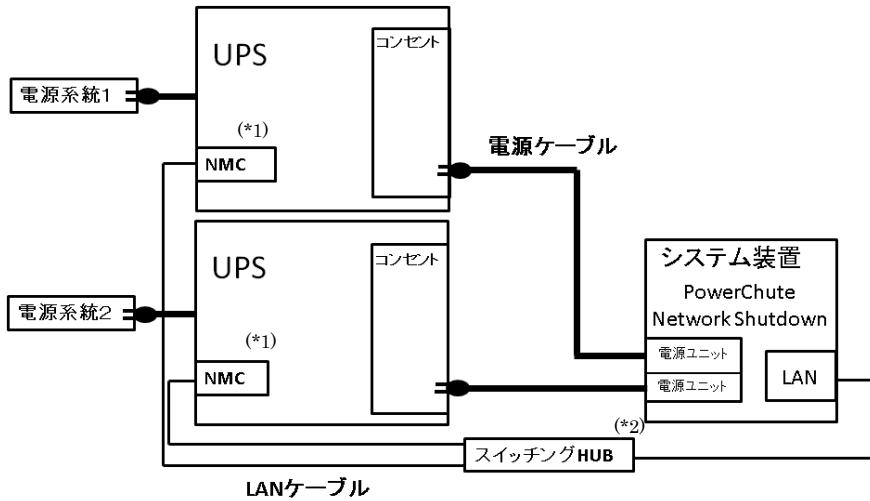 UPS
コンセント
電源系統1
(*1)
NMC
電源ケーブル
UPS
コンセント
電源系統2
(*1)
NMC
システム装置
PowerChute
Network Shutdown
電源ユニット
電源ユニット
LAN
(*2)
スイッチングHUB
LANケーブル